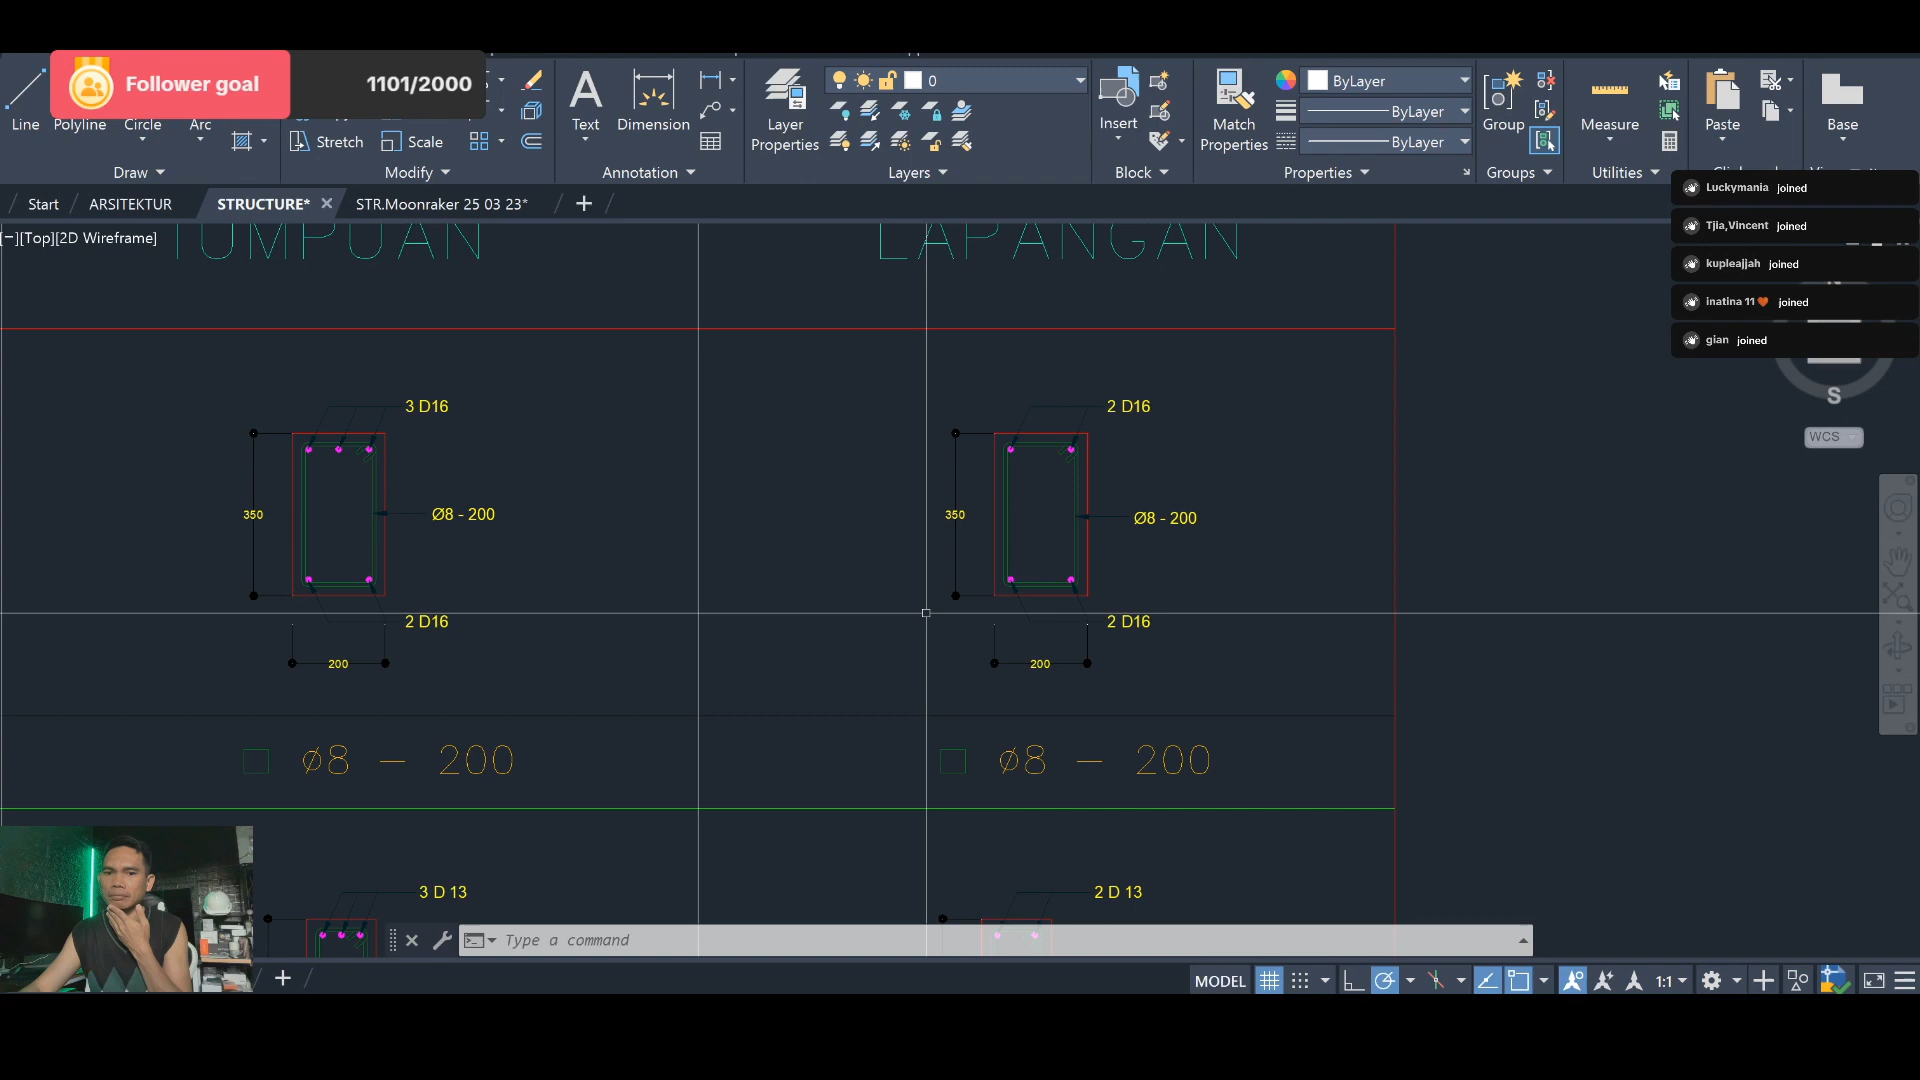 Follower goal 1101/2000
Line Polyline Circle Arc
Stretch Scale
Text Dimension
Layer Properties
0
Insert
Match Properties
ByLayer
ByLayer
ByLayer
Group
Measure
Paste
Base
Draw Modify Annotation Layers Block Properties Groups Utilities
Start ARSITEKTUR STRUCTURE* STR.Moonraker 25 03 23*
Luckymania joined
Tjia,Vincent joined
kupleajjah joined
inatina 11❤ joined
gian joined
[−][Top][2D Wireframe]
TUMPUAN LAPANGAN
S
WCS
3 D16 2 D16
350 Ø8 - 200 350 Ø8 - 200
2 D16 2 D16
200 200
ø8 — 200 ø8 — 200
3 D 13 2 D 13
Type a command
MODEL 1:1